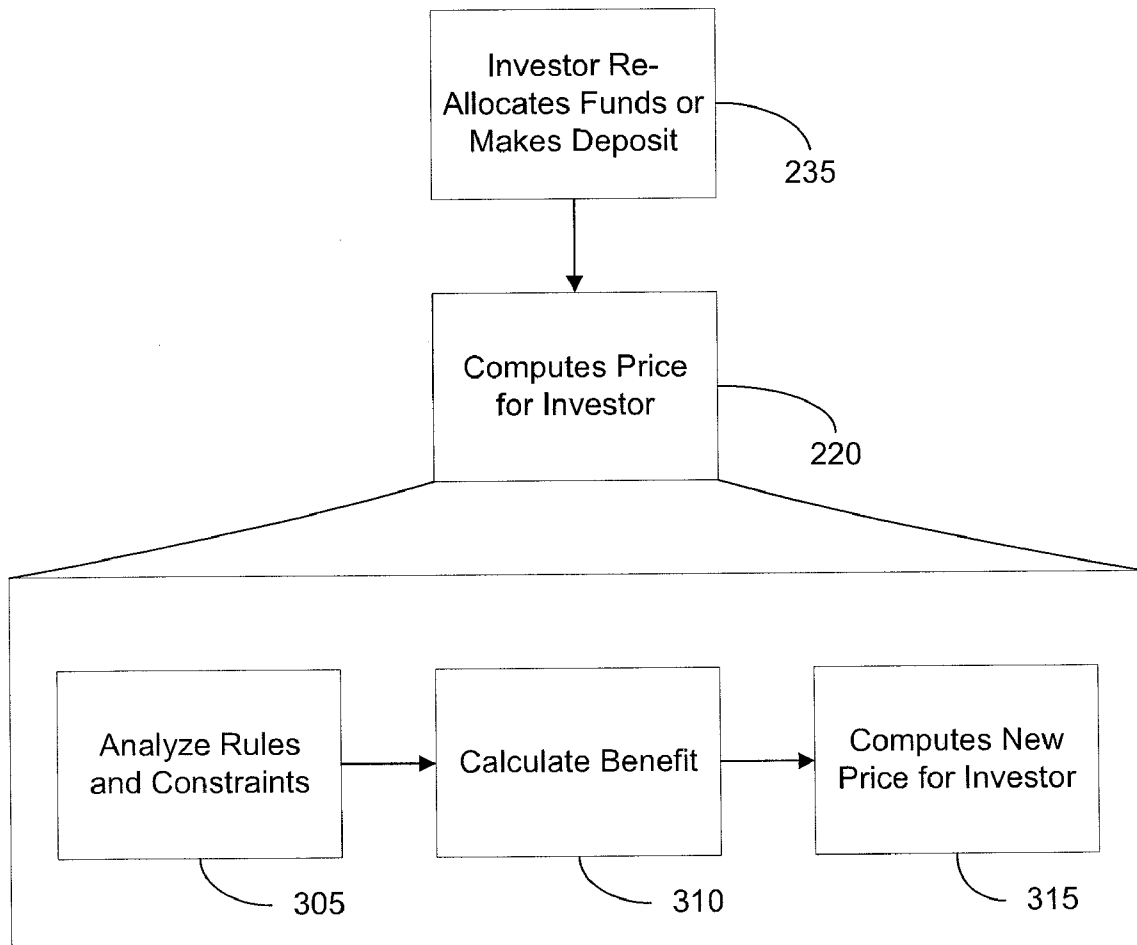 Investor Re-
Allocates Funds or
Makes Deposit
235
Computes Price
for Investor
220
Analyze Rules
and Constraints
305
Calculate Benefit
310
Computes New
Price for Investor
315